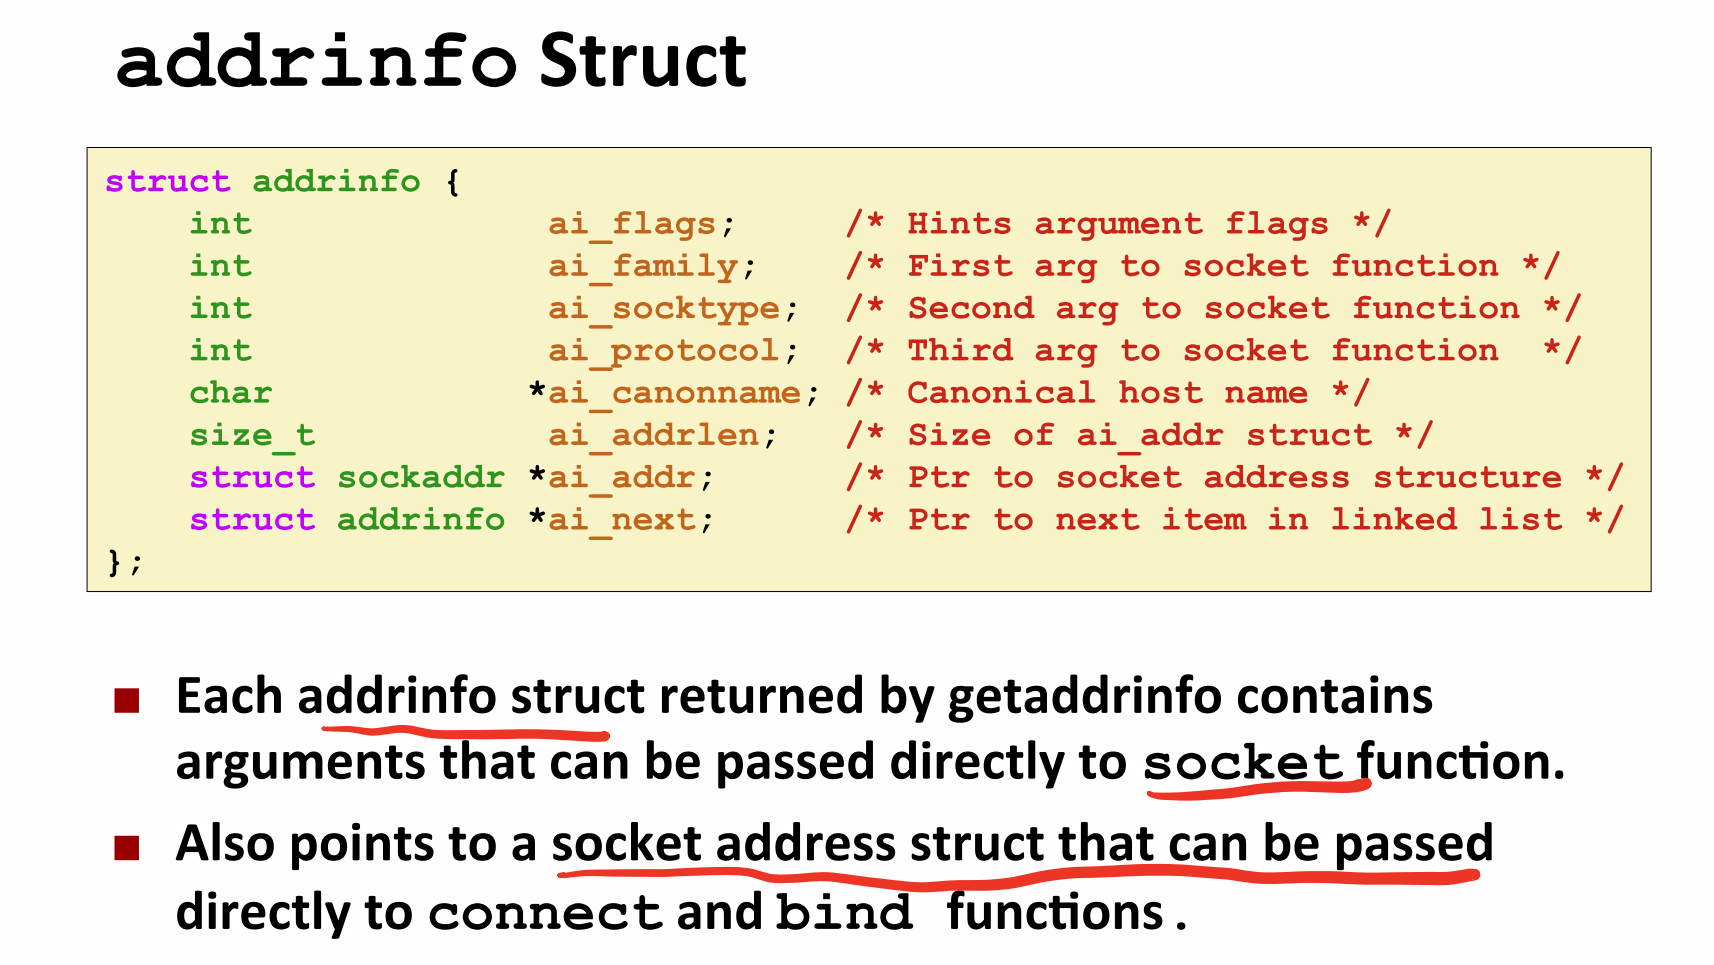 addrinfo Struct
struct addrinfo {
    int              ai_flags;     /* Hints argument flags */
    int              ai_family;    /* First arg to socket function */
    int              ai_socktype;  /* Second arg to socket function */
    int              ai_protocol;  /* Third arg to socket function  */
    char            *ai_canonname; /* Canonical host name */
    size_t           ai_addrlen;   /* Size of ai_addr struct */
    struct sockaddr *ai_addr;      /* Ptr to socket address structure */
    struct addrinfo *ai_next;      /* Ptr to next item in linked list */
};
■ Each addrinfo struct returned by getaddrinfo contains
arguments that can be passed directly to socket function.
■ Also points to a socket address struct that can be passed
directly to connect and bind functions.